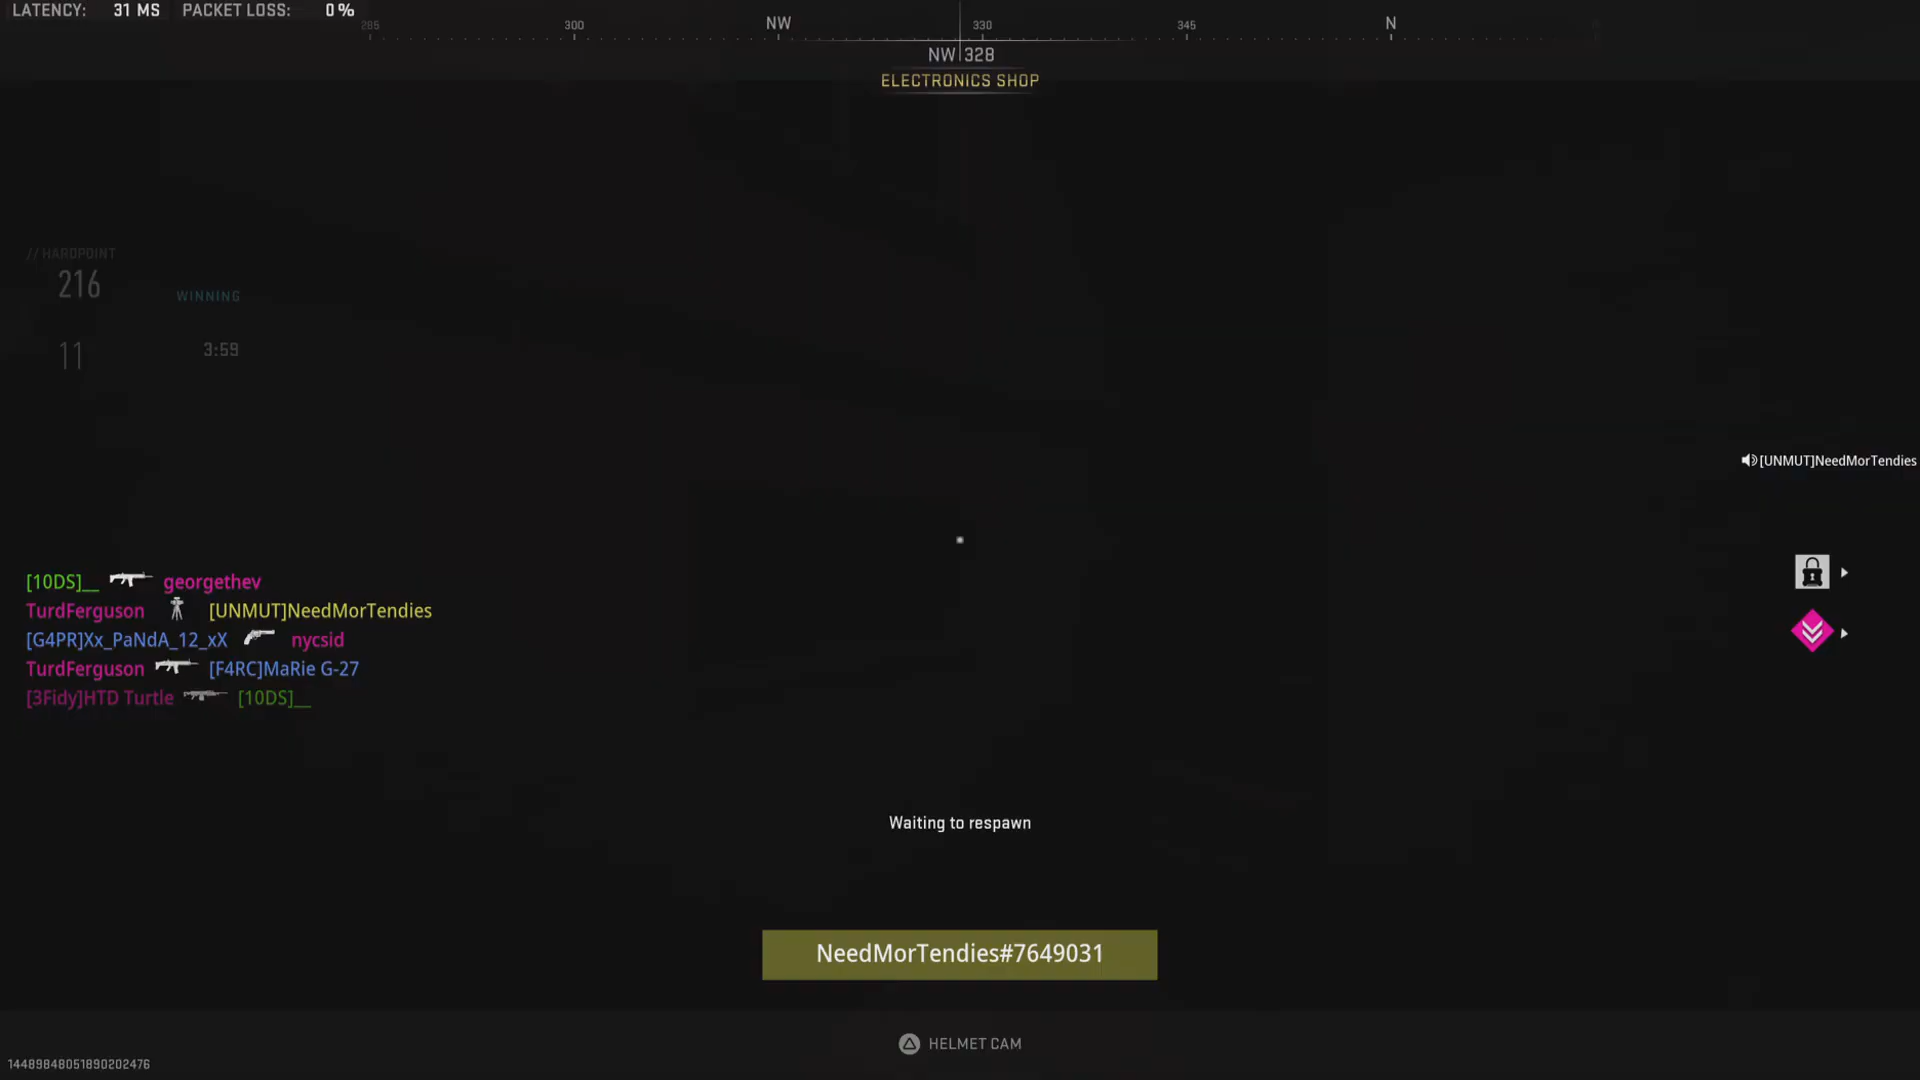 LATENCY: 31 MS PACKET LOSS: 0%
285 300 NW 330 345 N
NW 328
ELECTRONICS SHOP
// HARDPOINT
216
WINNING
11
3:59
[UNMUT]NeedMorTendies
[10DS]__ georgethev
TurdFerguson [UNMUT]NeedMorTendies
[G4PR]Xx_PaNdA_12_xX nycsid
TurdFerguson [F4RC]MaRie G-27
[3Fidy]HTD Turtle [10DS]__
Waiting to respawn
NeedMorTendies#7649031
HELMET CAM
14489848051890202476